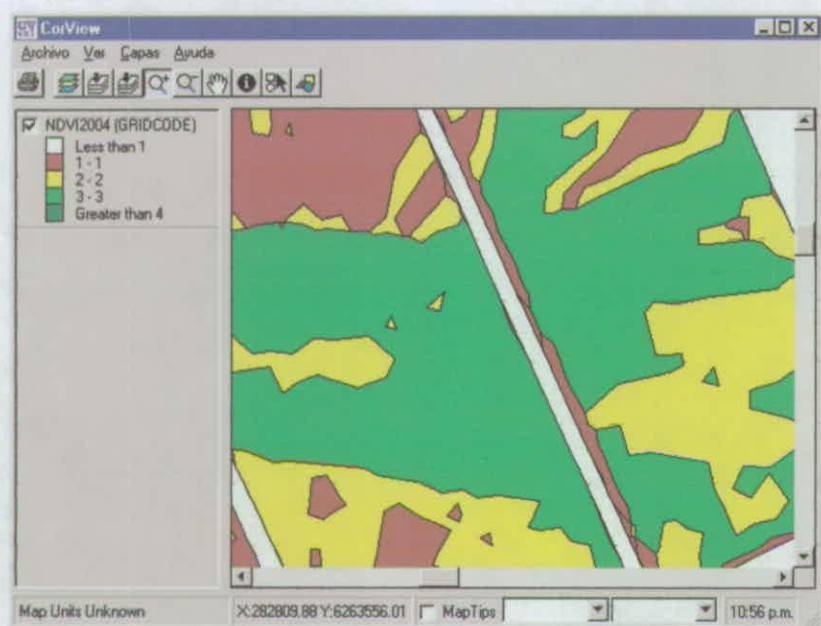 CorView
Archivo Ver Capas Ayuda
NDVI2004 (GRIDCODE)
Less than 1
1 - 1
2 - 2
3 - 3
Greater than 4
Map Units Unknown
X:282809.88 Y:6263556.01
MapTips
10:56 p.m.